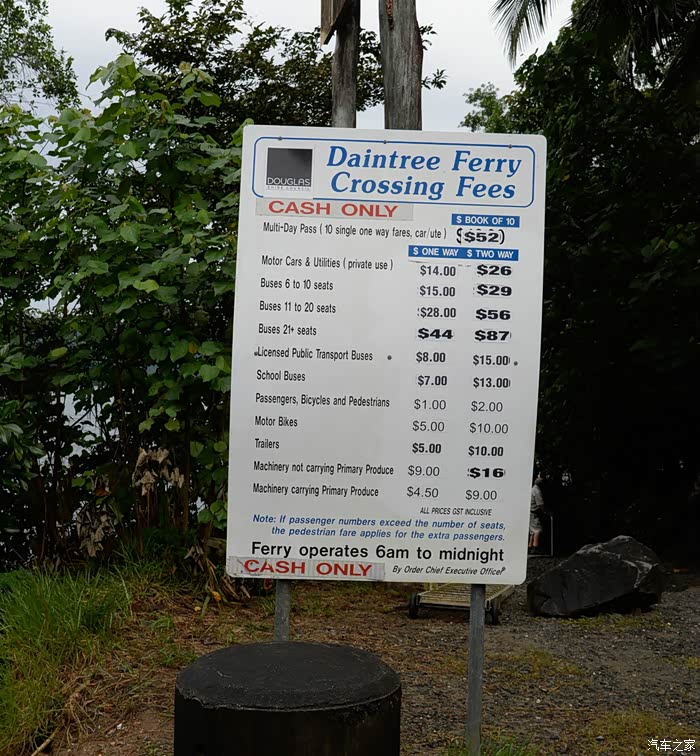 DOUGLAS
SHIRE COUNCIL
Daintree Ferry
Crossing Fees
CASH ONLY
$ BOOK OF 10
Multi-Day Pass ( 10 single one way fares, car/ute ) ($52)
$ ONE WAY $ TWO WAY
Motor Cars & Utilities ( private use ) $14.00 $26
Buses 6 to 10 seats $15.00 $29
Buses 11 to 20 seats $28.00 $56
Buses 21+ seats $44 $87
Licensed Public Transport Buses $8.00 $15.00
School Buses $7.00 $13.00
Passengers, Bicycles and Pedestrians $1.00 $2.00
Motor Bikes $5.00 $10.00
Trailers $5.00 $10.00
Machinery not carrying Primary Produce $9.00 $16
Machinery carrying Primary Produce $4.50 $9.00
ALL PRICES GST INCLUSIVE
Note: If passenger numbers exceed the number of seats,
the pedestrian fare applies for the extra passengers.
Ferry operates 6am to midnight
CASH ONLY By Order Chief Executive Officer
汽车之家